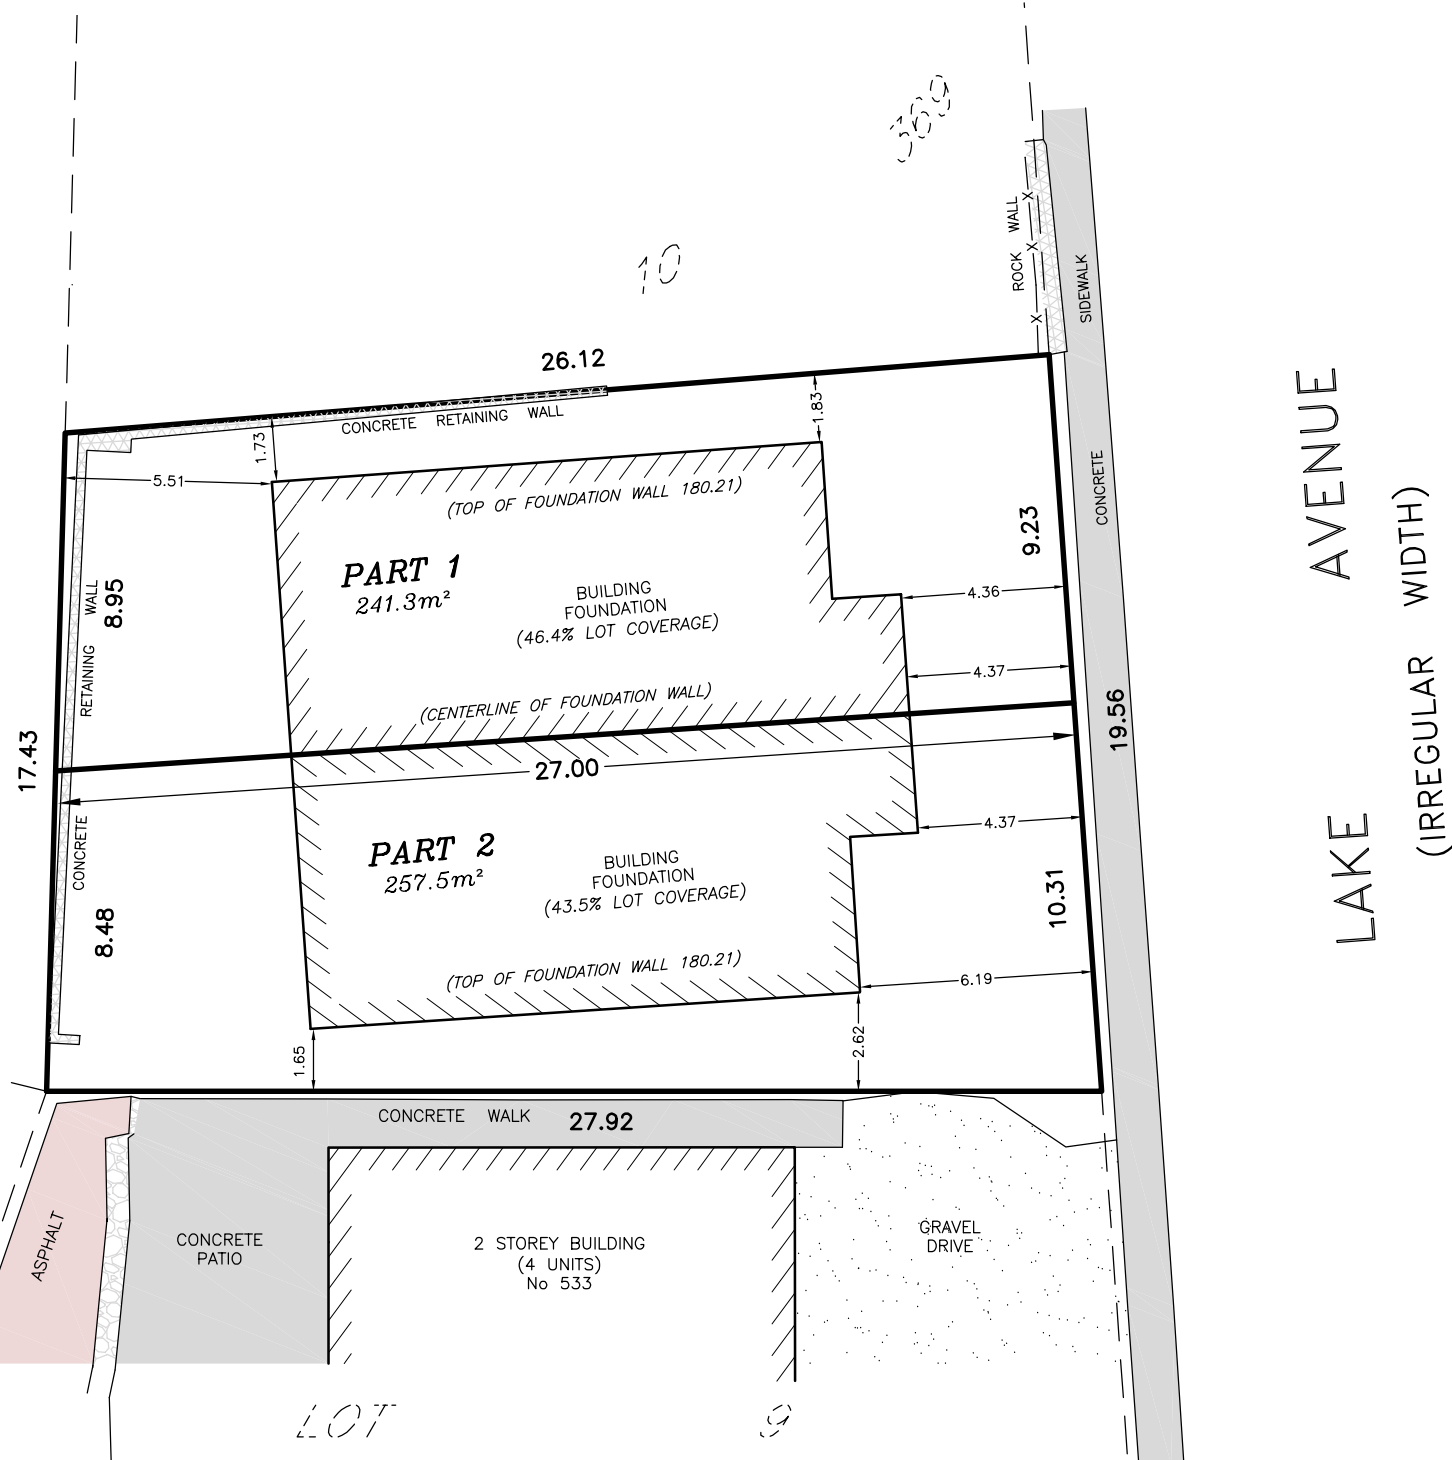 369
10
ROCK WALL
SIDEWALK
26.12
CONCRETE RETAINING WALL
1.73
1.83
5.51
(TOP OF FOUNDATION WALL 180.21)
CONCRETE
9.23
PART 1
241.3m²
BUILDING
FOUNDATION
(46.4% LOT COVERAGE)
4.36
4.37
RETAINING WALL
8.95
(CENTERLINE OF FOUNDATION WALL)
17.43
19.56
27.00
LAKE AVENUE
(IRREGULAR WIDTH)
CONCRETE
PART 2
257.5m²
BUILDING
FOUNDATION
(43.5% LOT COVERAGE)
4.37
8.48
10.31
(TOP OF FOUNDATION WALL 180.21)
6.19
1.65
2.62
CONCRETE WALK
27.92
ASPHALT
CONCRETE
PATIO
2 STOREY BUILDING
(4 UNITS)
No 533
GRAVEL
DRIVE
LOT 9
X
X
X